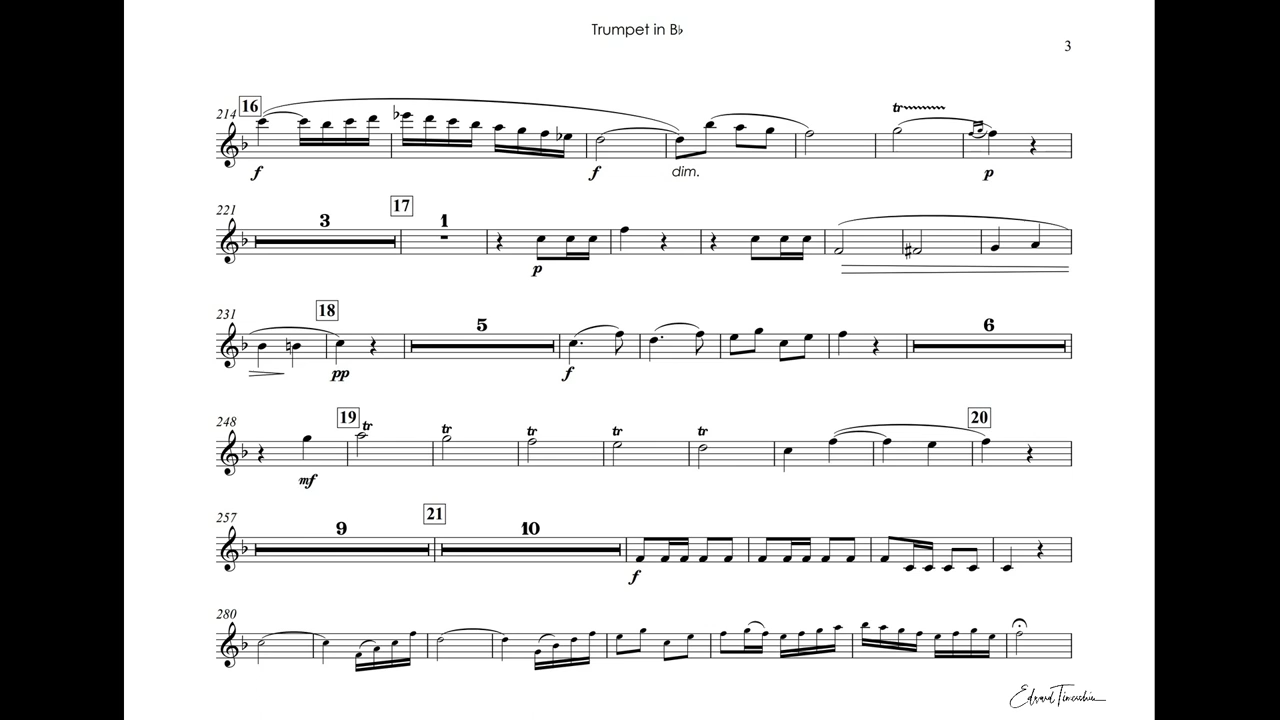 Trumpet in B♭
3
214 16 tr
f f dim. p
221 3 17 1
p
231 18 5 6
pp f
248 19 tr tr tr tr tr 20
mf
257 9 21 10
f
280